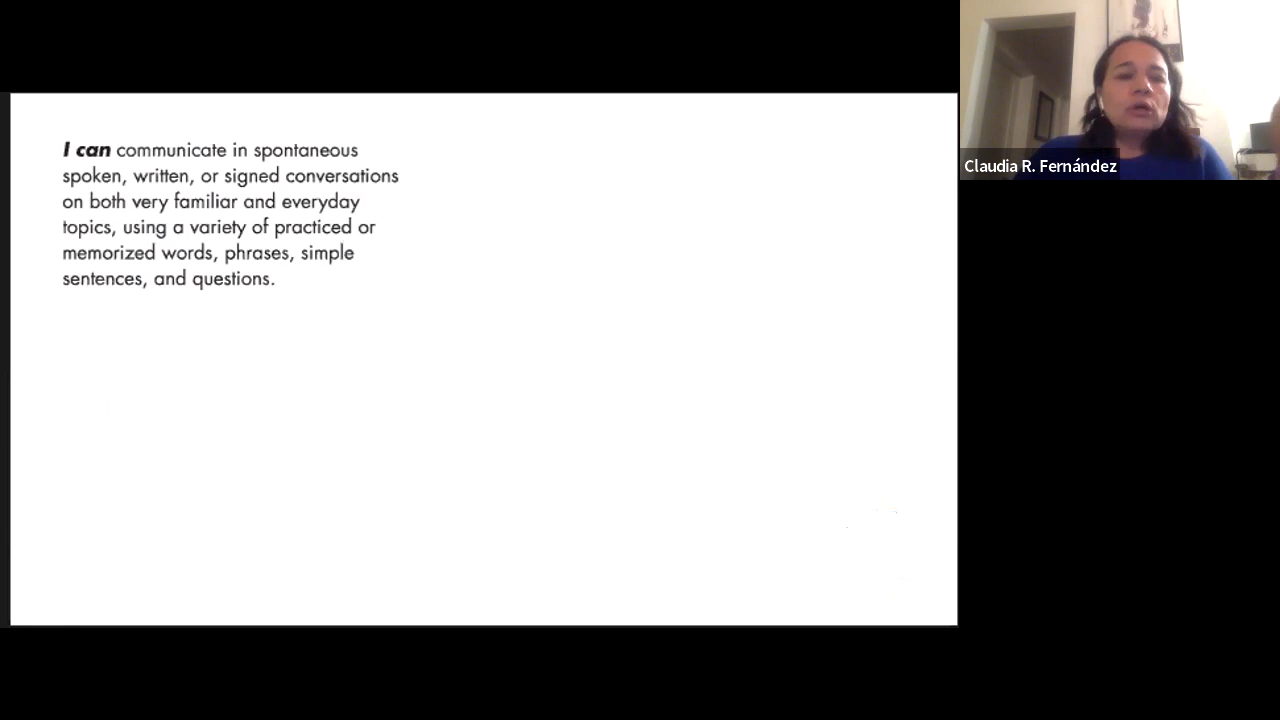 I can communicate in spontaneous
spoken, written, or signed conversations
on both very familiar and everyday
topics, using a variety of practiced or
memorized words, phrases, simple
sentences, and questions.
Claudia R. Fernández